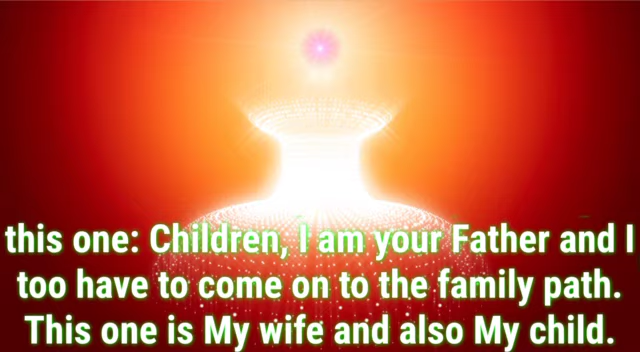 this one: Children, I am your Father and I
too have to come on to the family path.
This one is My wife and also My child.